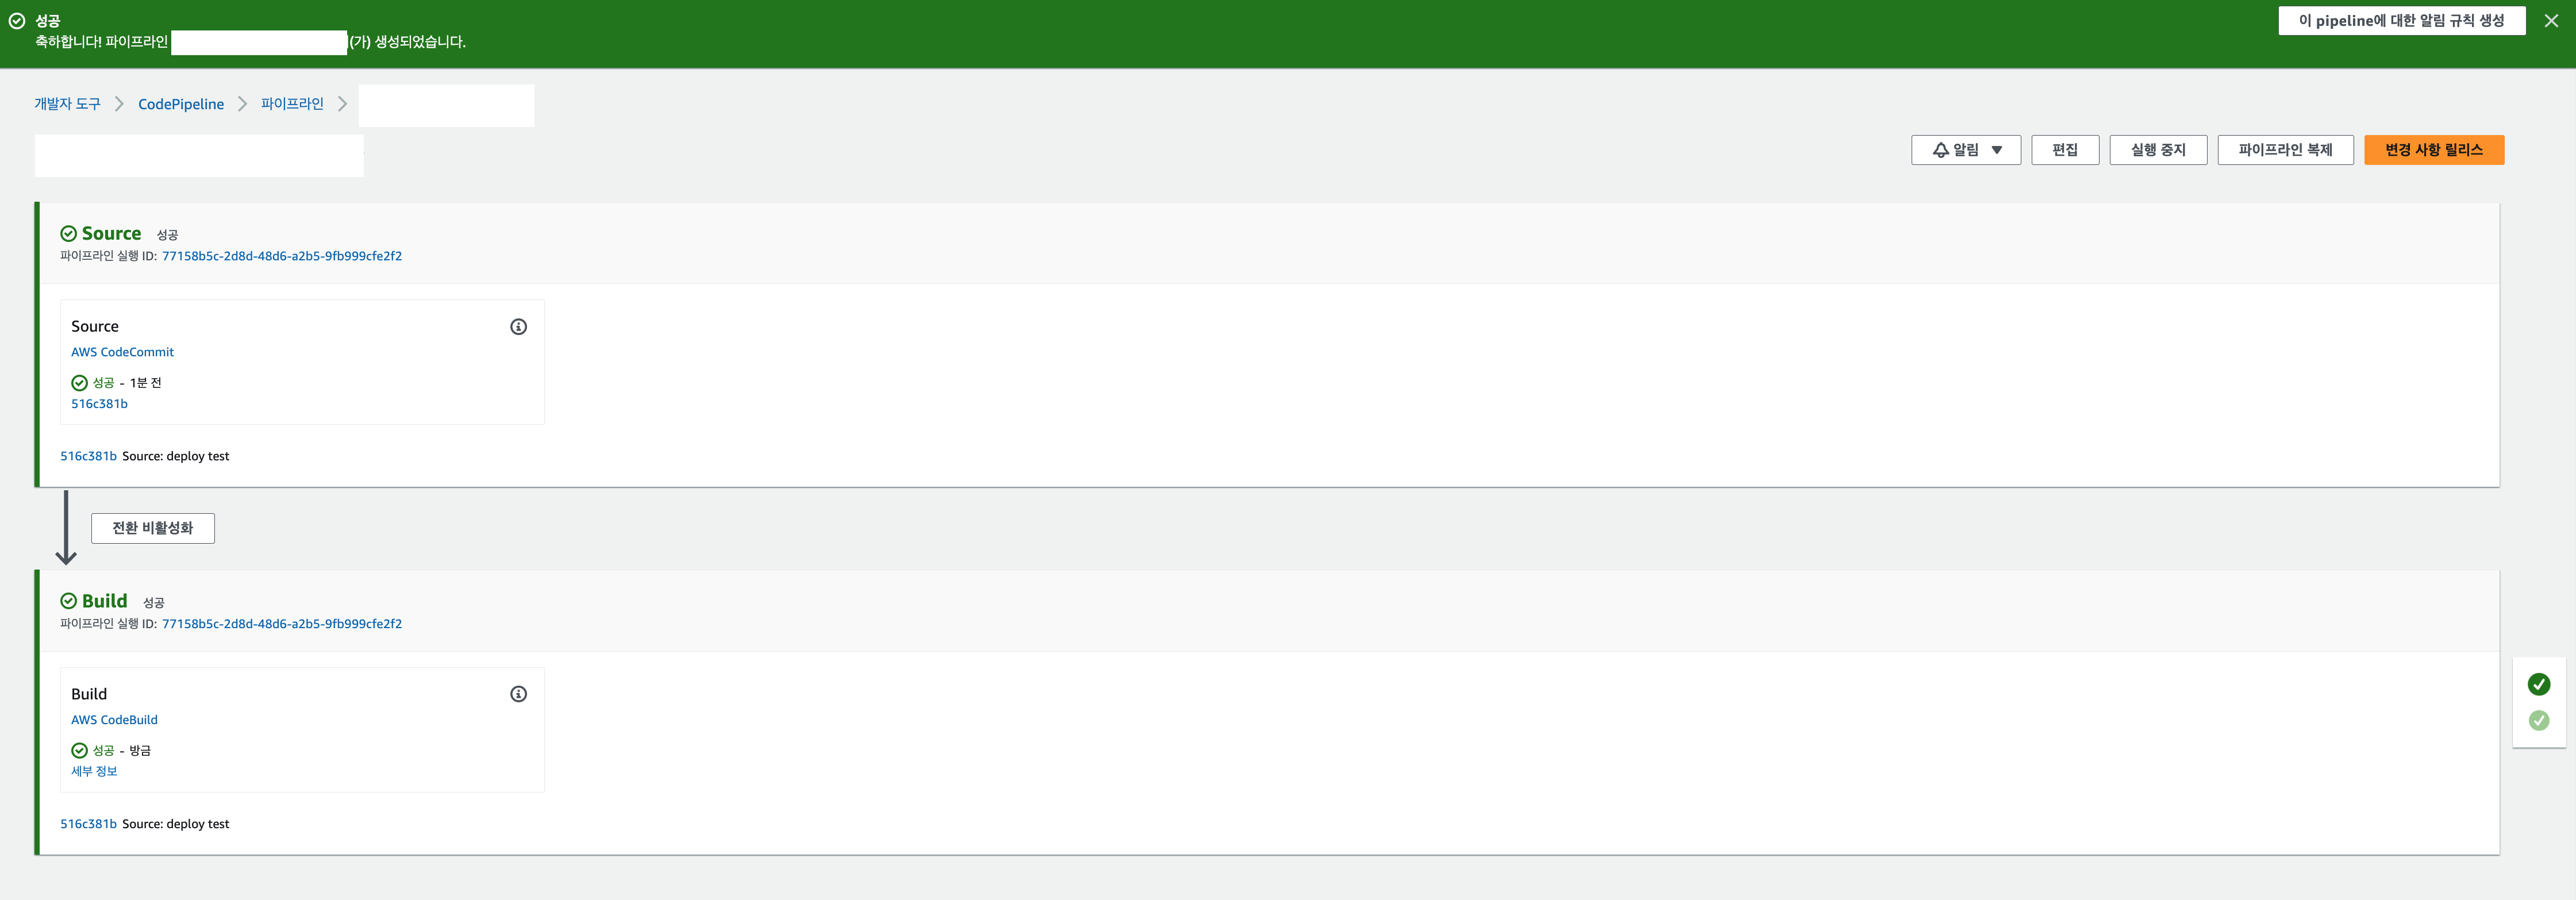 성공
축하합니다! 파이프라인 (가) 생성되었습니다.
이 pipeline에 대한 알림 규칙 생성
개발자 도구 CodePipeline 파이프라인
알림 편집 실행 중지 파이프라인 복제 변경 사항 릴리스
Source 성공
파이프라인 실행 ID: 77158b5c-2d8d-48d6-a2b5-9fb999cfe2f2
Source
AWS CodeCommit
성공 - 1분 전
516c381b
516c381b Source: deploy test
전환 비활성화
Build 성공
파이프라인 실행 ID: 77158b5c-2d8d-48d6-a2b5-9fb999cfe2f2
Build
AWS CodeBuild
성공 - 방금
세부 정보
516c381b Source: deploy test